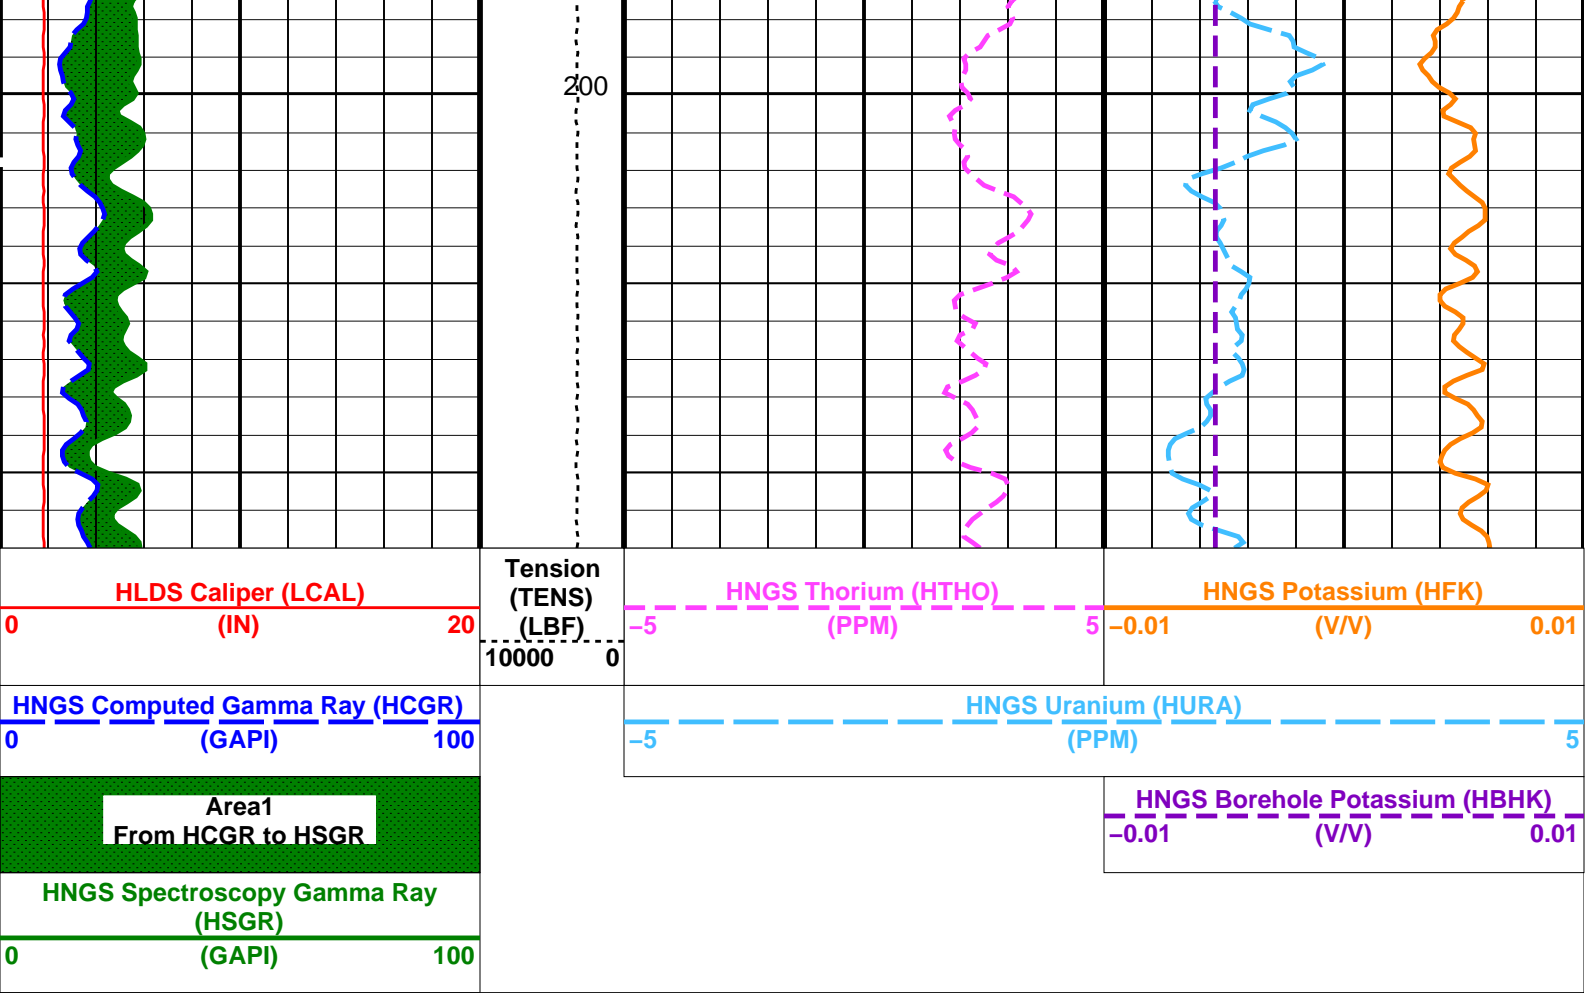 200
HLDS Caliper (LCAL)
0 (IN) 20
Tension
(TENS)
(LBF)
10000 0
HNGS Thorium (HTHO)
−5 (PPM) 5
HNGS Potassium (HFK)
−0.01 (V/V) 0.01
HNGS Computed Gamma Ray (HCGR)
0 (GAPI) 100
HNGS Uranium (HURA)
−5 (PPM) 5
Area1
From HCGR to HSGR
HNGS Borehole Potassium (HBHK)
−0.01 (V/V) 0.01
HNGS Spectroscopy Gamma Ray
(HSGR)
0 (GAPI) 100